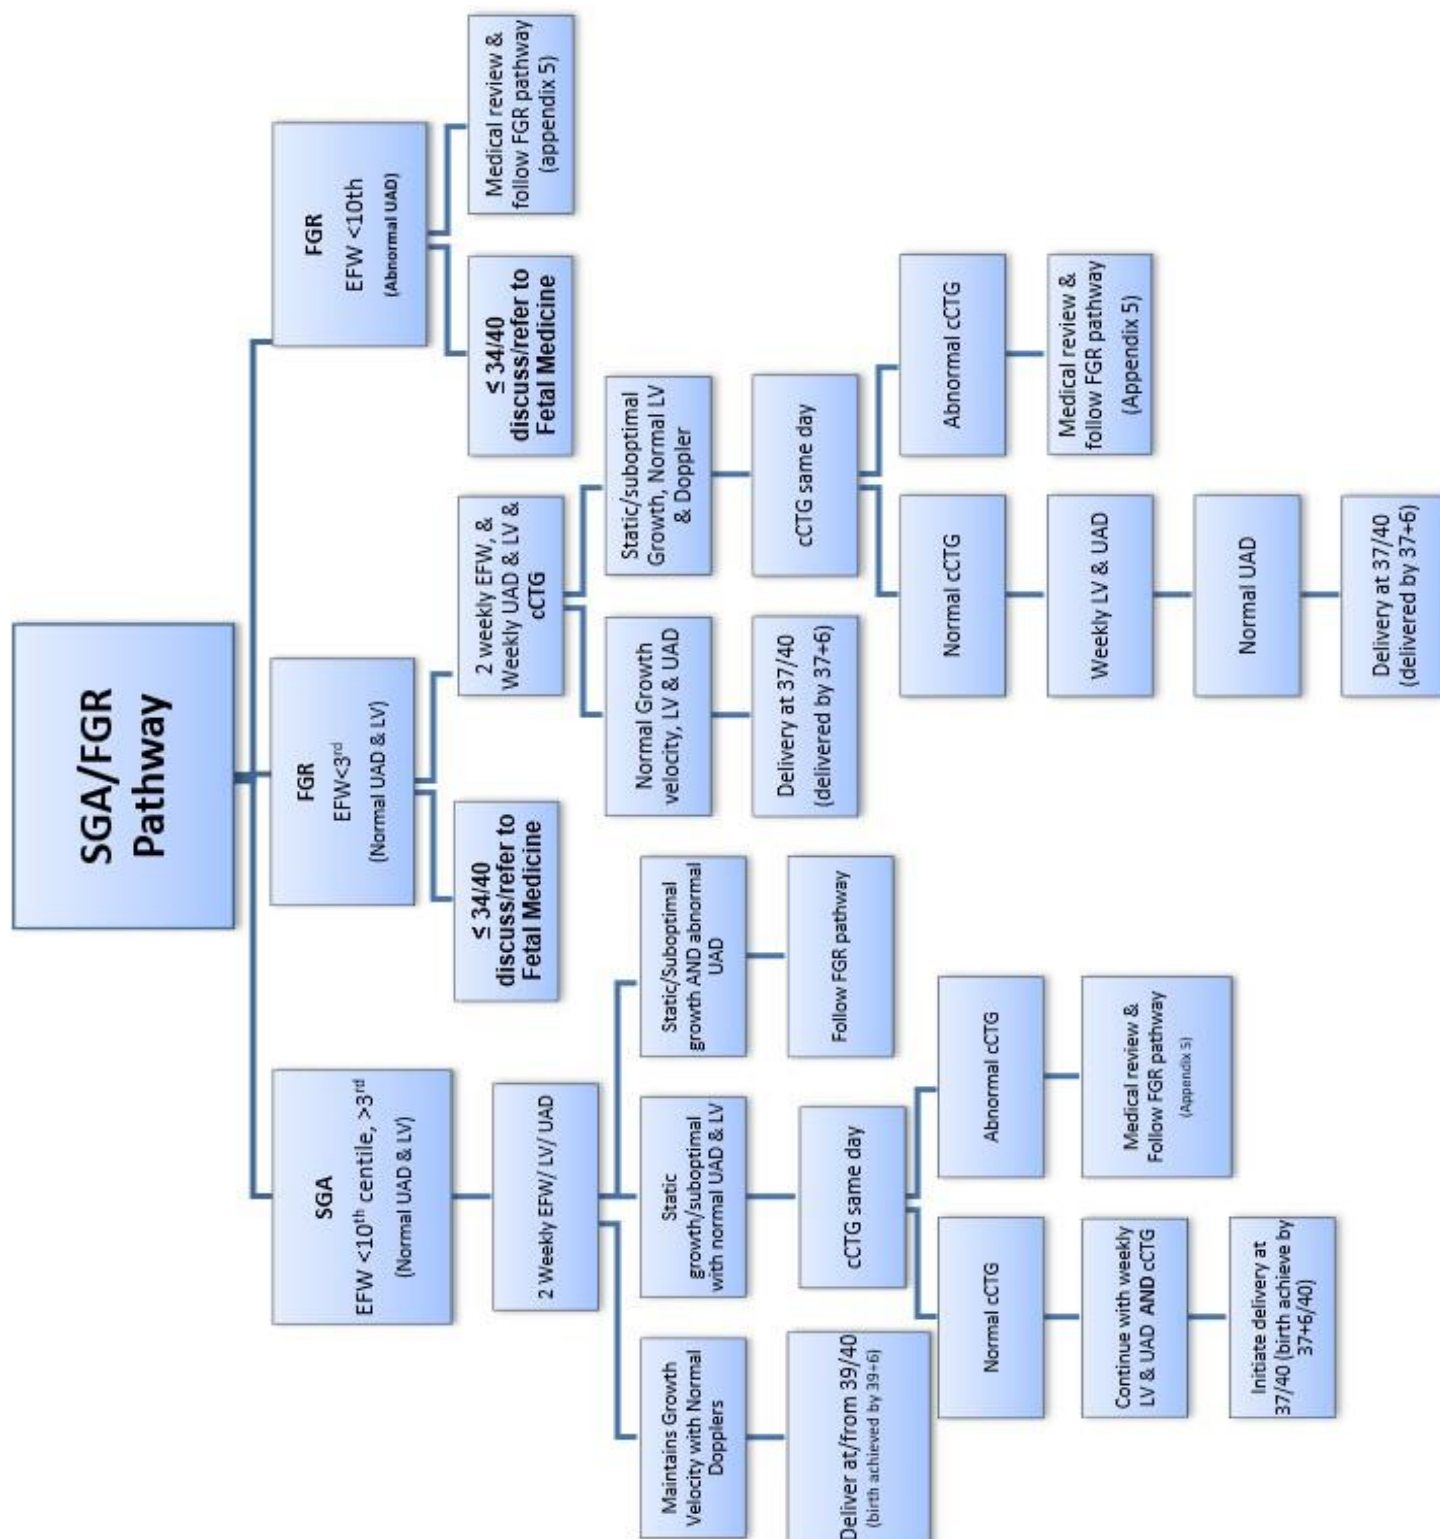 SGA/FGR
Pathway
SGA
EFW <10th centile, >3rd
(Normal UAD & LV)
2 Weekly EFW/ LV/ UAD
Maintains Growth
Velocity with Normal
Dopplers
Deliver at/from 39/40
(birth achieved by 39+6)
Static
growth/suboptimal
with normal UAD & LV
cCTG same day
Normal cCTG
Continue with weekly
LV & UAD AND cCTG
Initiate delivery at
37/40 (birth achieve by
37+6/40)
Abnormal cCTG
Medical review &
Follow FGR pathway
(Appendix 5)
Static/Suboptimal
growth AND abnormal
UAD
Follow FGR pathway
FGR
EFW<3rd
(Normal UAD & LV)
≤ 34/40
discuss/refer to
Fetal Medicine
2 weekly EFW, &
Weekly UAD & LV &
cCTG
Normal Growth
velocity, LV & UAD
Delivery at 37/40
(delivered by 37+6)
Static/suboptimal
Growth, Normal LV
& Doppler
cCTG same day
Normal cCTG
Weekly LV & UAD
Normal UAD
Delivery at 37/40
(delivered by 37+6)
Abnormal cCTG
Medical review &
follow FGR pathway
(Appendix 5)
FGR
EFW <10th
(Abnormal UAD)
≤ 34/40
discuss/refer to
Fetal Medicine
Medical review &
follow FGR pathway
(appendix 5)